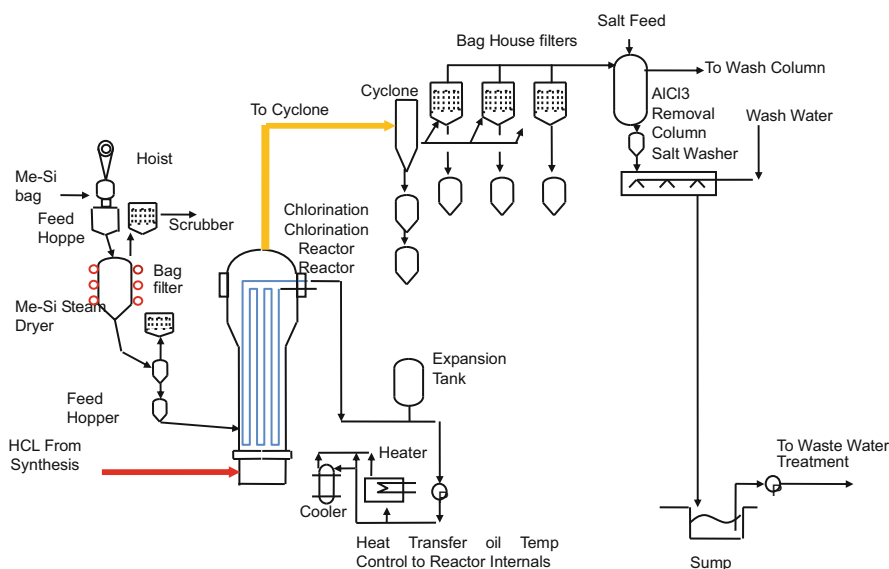 Salt Feed
Bag House filters
To Wash Column
Cyclone
AlCl3
Removal
Column
Salt Washer
Wash Water
To Cyclone
Hoist
Me-Si
bag
Feed
Hoppe
Scrubber
Chlorination
Chlorination
Reactor
Reactor
Bag
filter
Me-Si Steam
Dryer
Expansion
Tank
Feed
Hopper
HCL From
Synthesis
Heater
Cooler
To Waste Water
Treatment
Heat Transfer oil Temp
Control to Reactor Internals
Sump